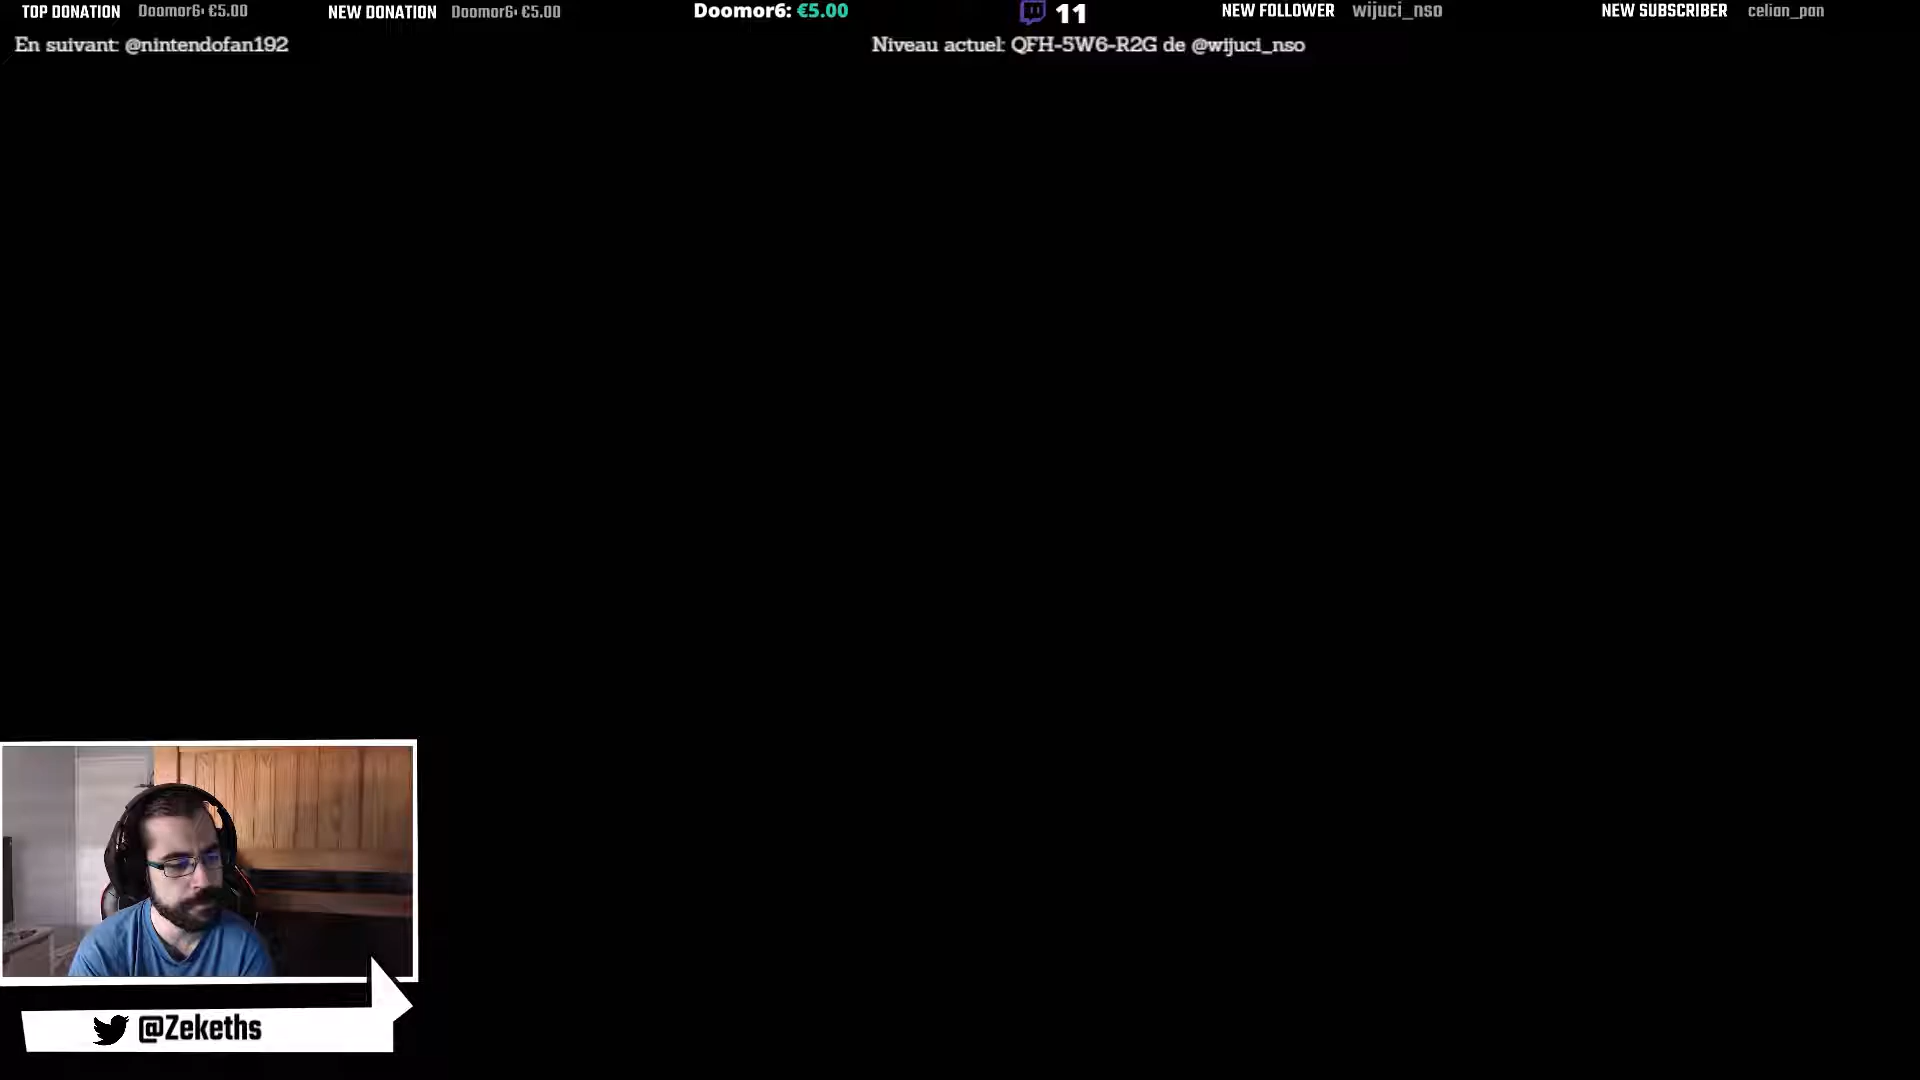 TOP DONATION Doomor6: €5.00 NEW DONATION Doomor6: €5.00 Doomor6: €5.00 11 NEW FOLLOWER wijuci_nso NEW SUBSCRIBER celian_pan
En suivant: @nintendofan192 Niveau actuel: QFH-5W6-R2G de @wijuci_nso
@Zekeths